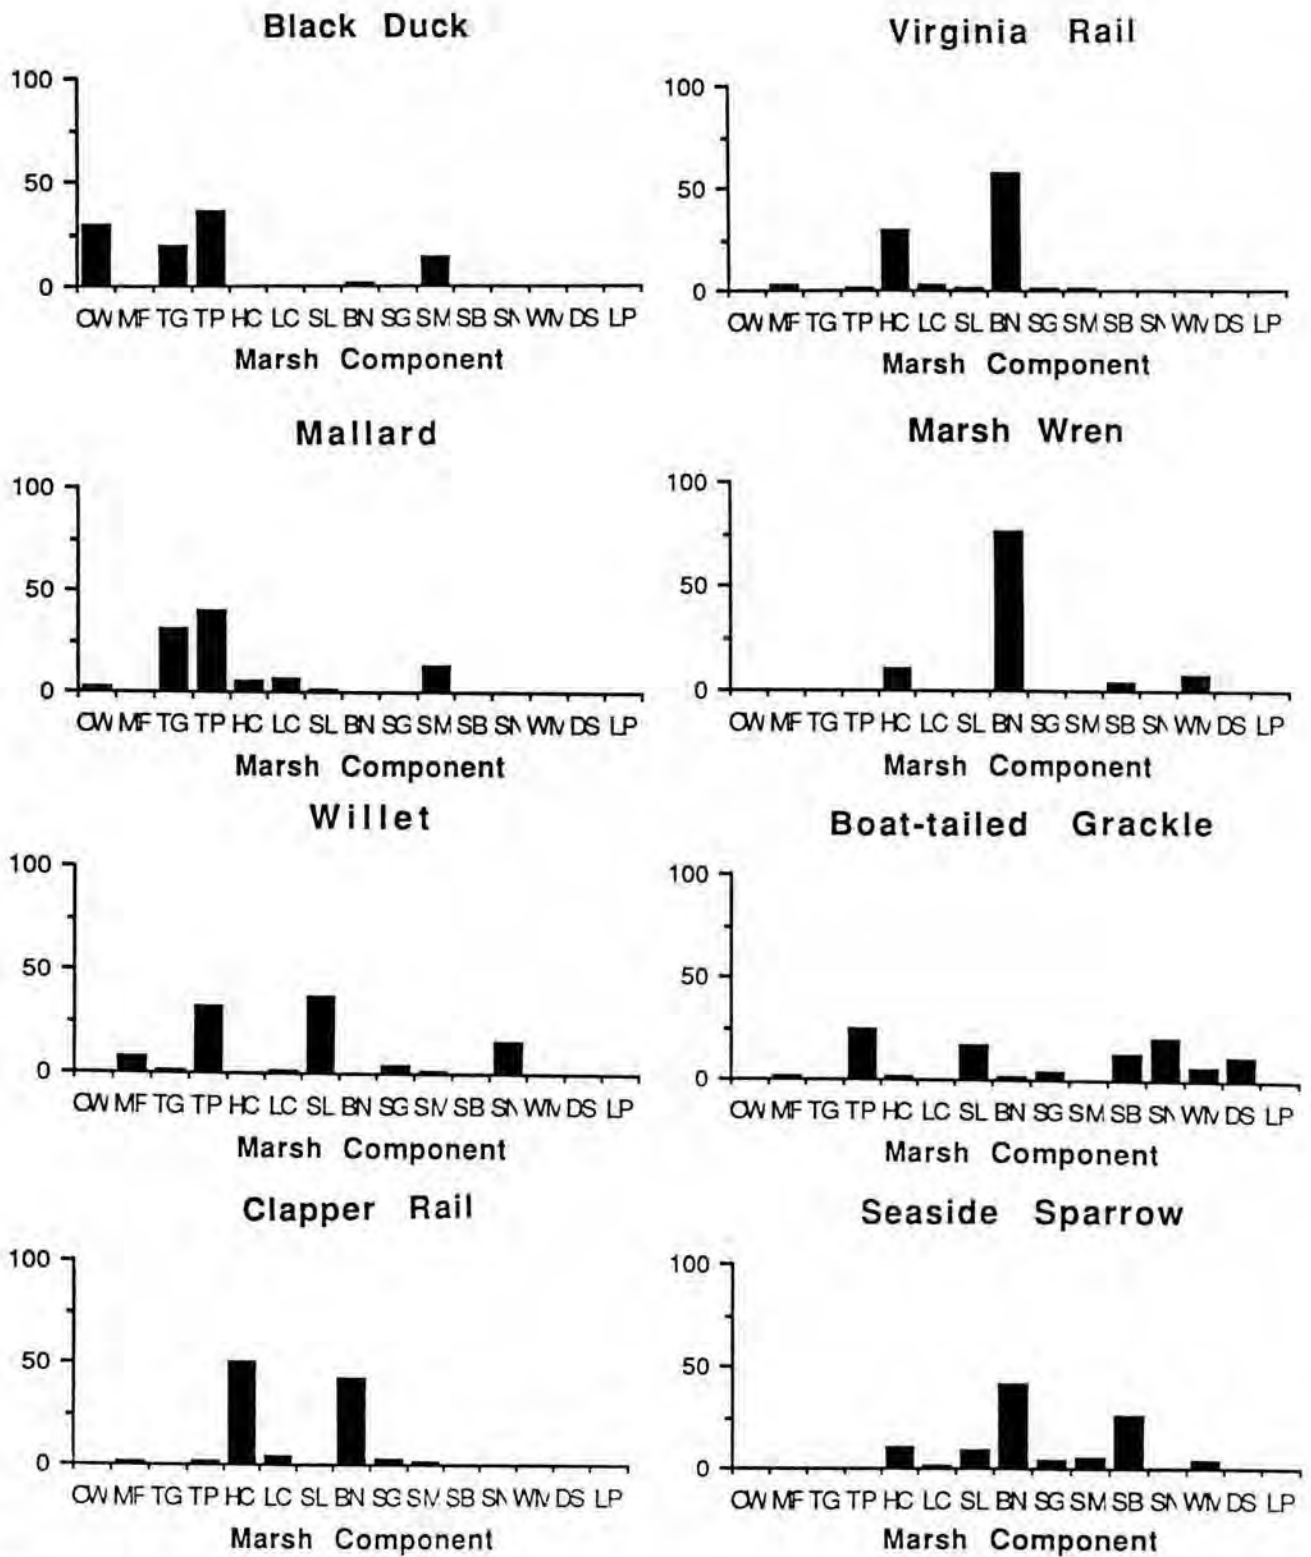 Black Duck
100
50
0
OW MF TG TP HC LC SL BN SG SM SB SN WM DS LP
Marsh Component
Virginia Rail
100
50
0
OW MF TG TP HC LC SL BN SG SM SB SN WM DS LP
Marsh Component
Mallard
100
50
0
OW MF TG TP HC LC SL BN SG SM SB SN WM DS LP
Marsh Component
Marsh Wren
100
50
0
OW MF TG TP HC LC SL BN SG SM SB SN WM DS LP
Marsh Component
Willet
100
50
0
OW MF TG TP HC LC SL BN SG SM SB SN WM DS LP
Marsh Component
Boat-tailed Grackle
100
50
0
OW MF TG TP HC LC SL BN SG SM SB SN WM DS LP
Marsh Component
Clapper Rail
100
50
0
OW MF TG TP HC LC SL BN SG SM SB SN WM DS LP
Marsh Component
Seaside Sparrow
100
50
0
OW MF TG TP HC LC SL BN SG SM SB SN WM DS LP
Marsh Component